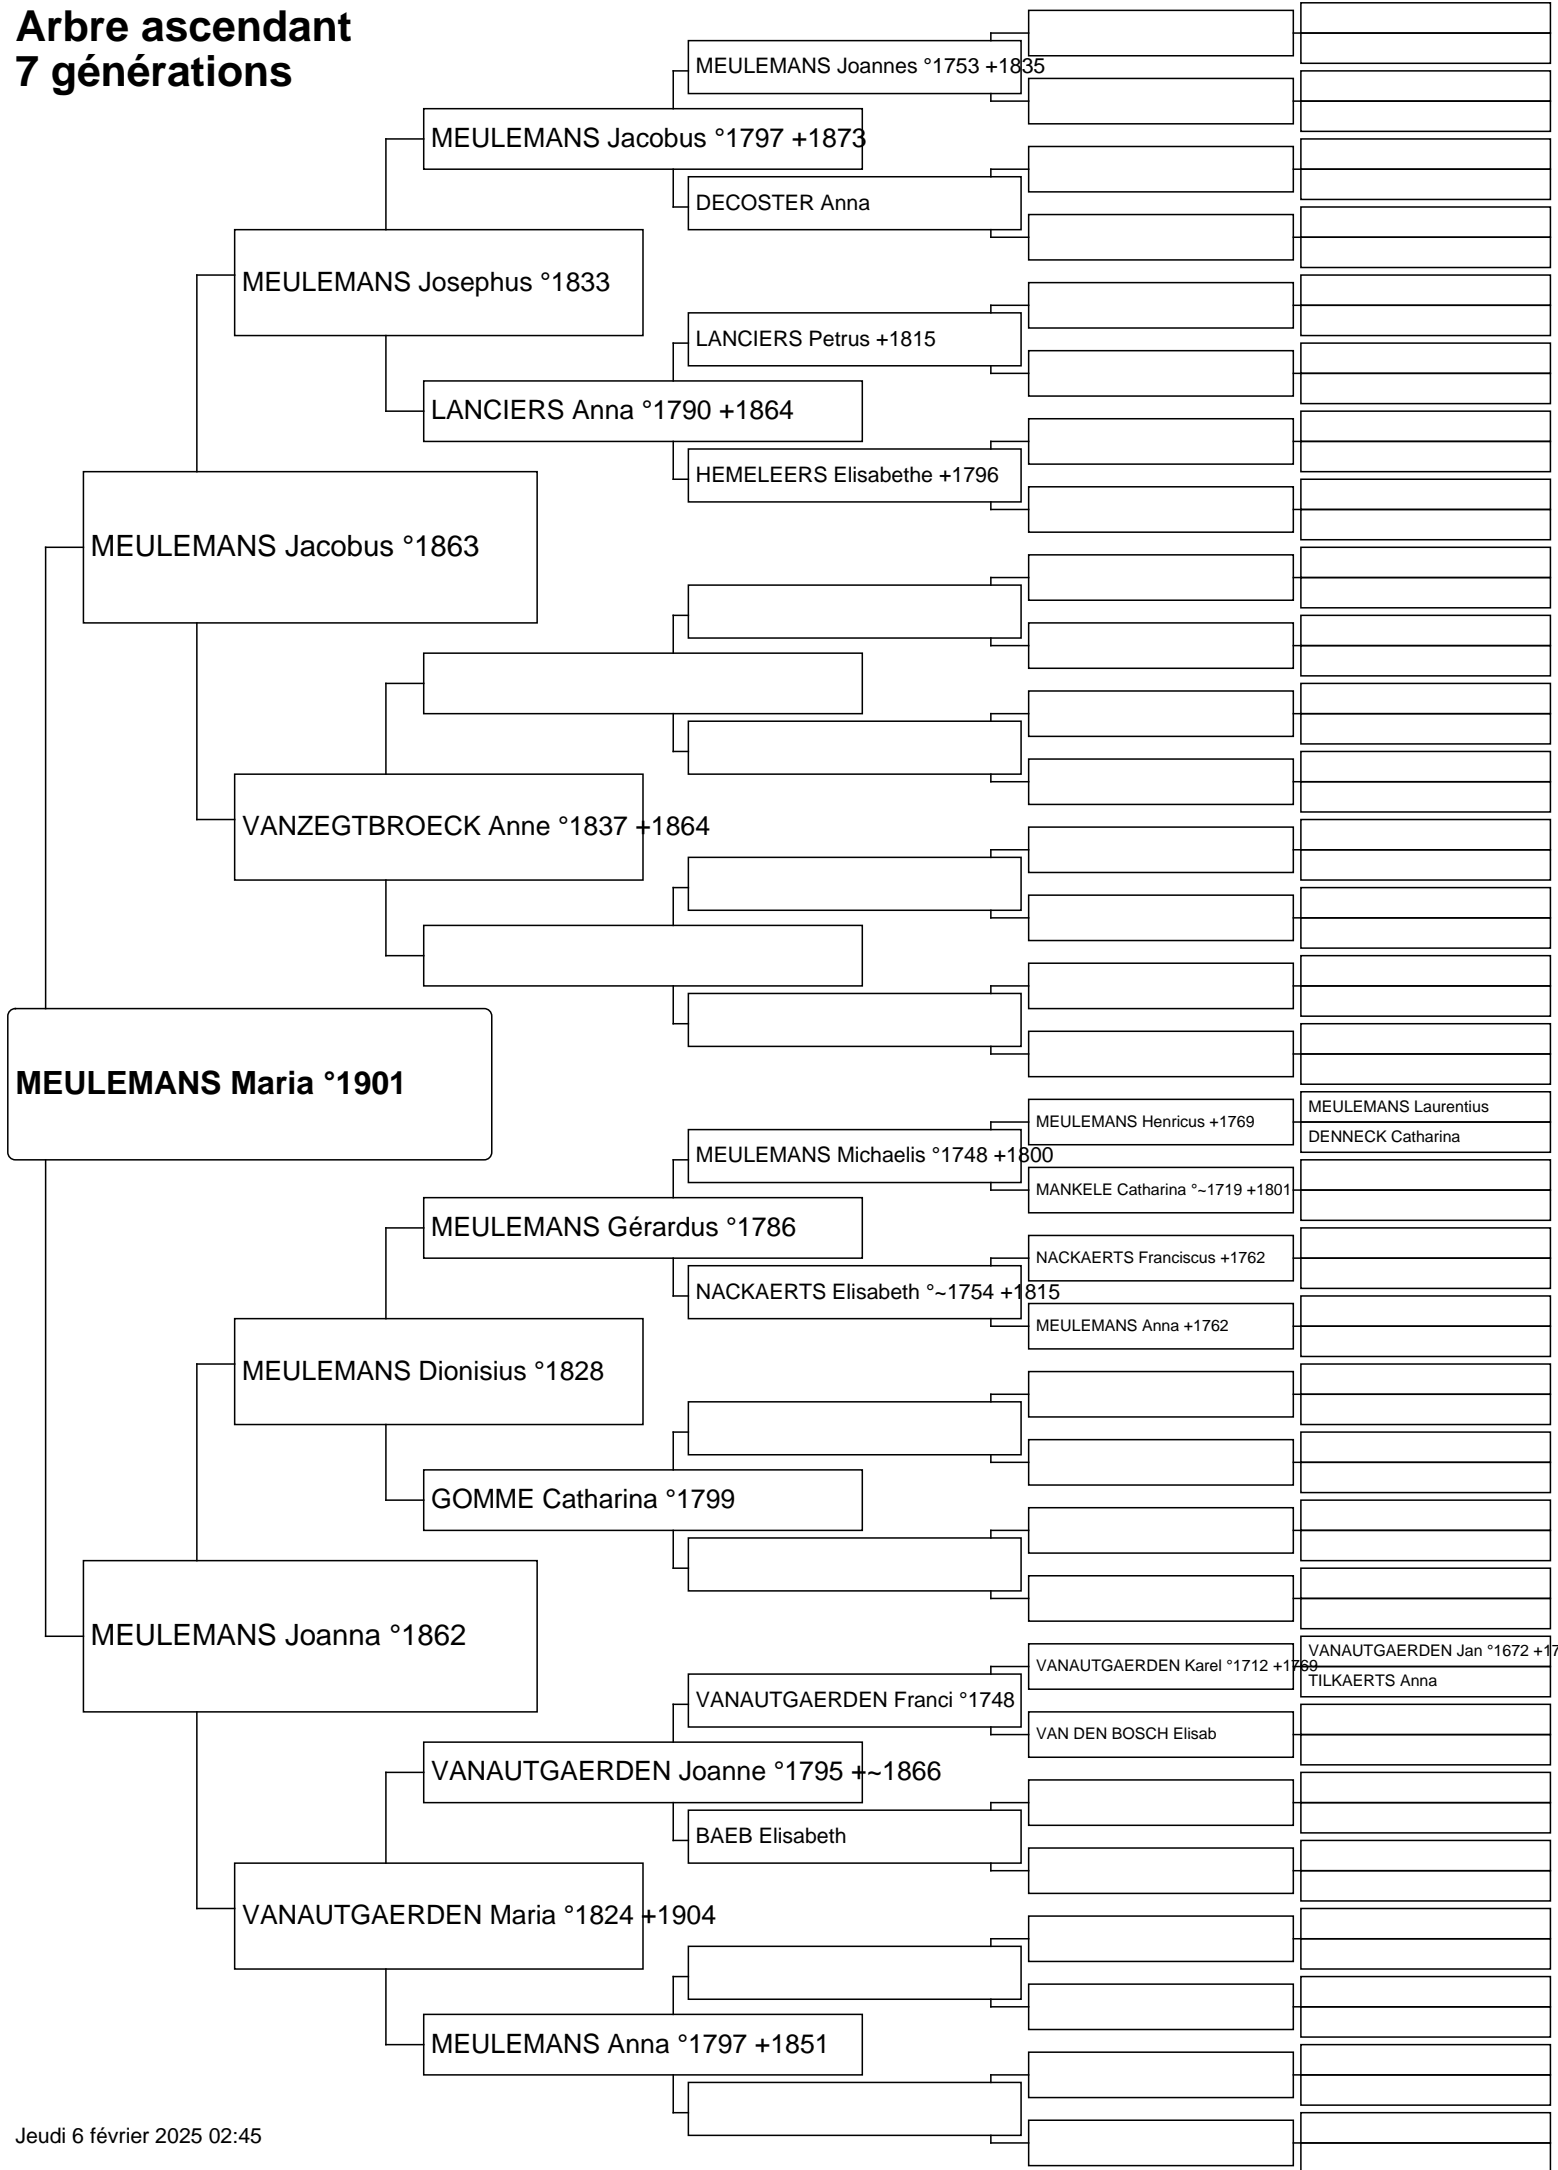 Arbre ascendant
7 générations
MEULEMANS Joannes °1753 +1835
MEULEMANS Jacobus °1797 +1873
DECOSTER Anna
MEULEMANS Josephus °1833
LANCIERS Petrus +1815
LANCIERS Anna °1790 +1864
HEMELEERS Elisabethe +1796
MEULEMANS Jacobus °1863
VANZEGTBROECK Anne °1837 +1864
MEULEMANS Maria °1901
MEULEMANS Laurentius
MEULEMANS Henricus +1769
DENNECK Catharina
MEULEMANS Michaelis °1748 +1800
MANKELE Catharina °~1719 +1801
MEULEMANS Gérardus °1786
NACKAERTS Franciscus +1762
NACKAERTS Elisabeth °~1754 +1815
MEULEMANS Anna +1762
MEULEMANS Dionisius °1828
GOMME Catharina °1799
MEULEMANS Joanna °1862
VANAUTGAERDEN Jan °1672 +17
VANAUTGAERDEN Karel °1712 +1769
TILKAERTS Anna
VANAUTGAERDEN Franci °1748
VAN DEN BOSCH Elisab
VANAUTGAERDEN Joanne °1795 +~1866
BAEB Elisabeth
VANAUTGAERDEN Maria °1824 +1904
MEULEMANS Anna °1797 +1851
Jeudi 6 février 2025 02:45